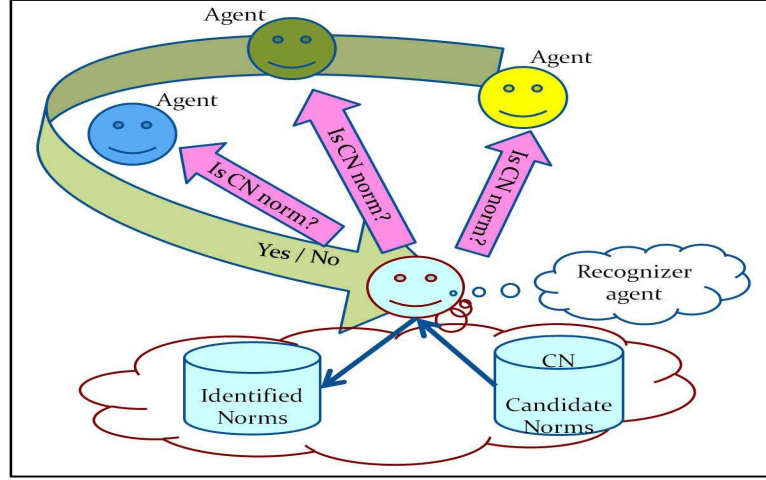 Agent
Agent
Agent
Is CN norm?
Is CN norm?
Is CN norm?
Yes / No
Recognizer
agent
CN
Identified
Norms
Candidate
Norms